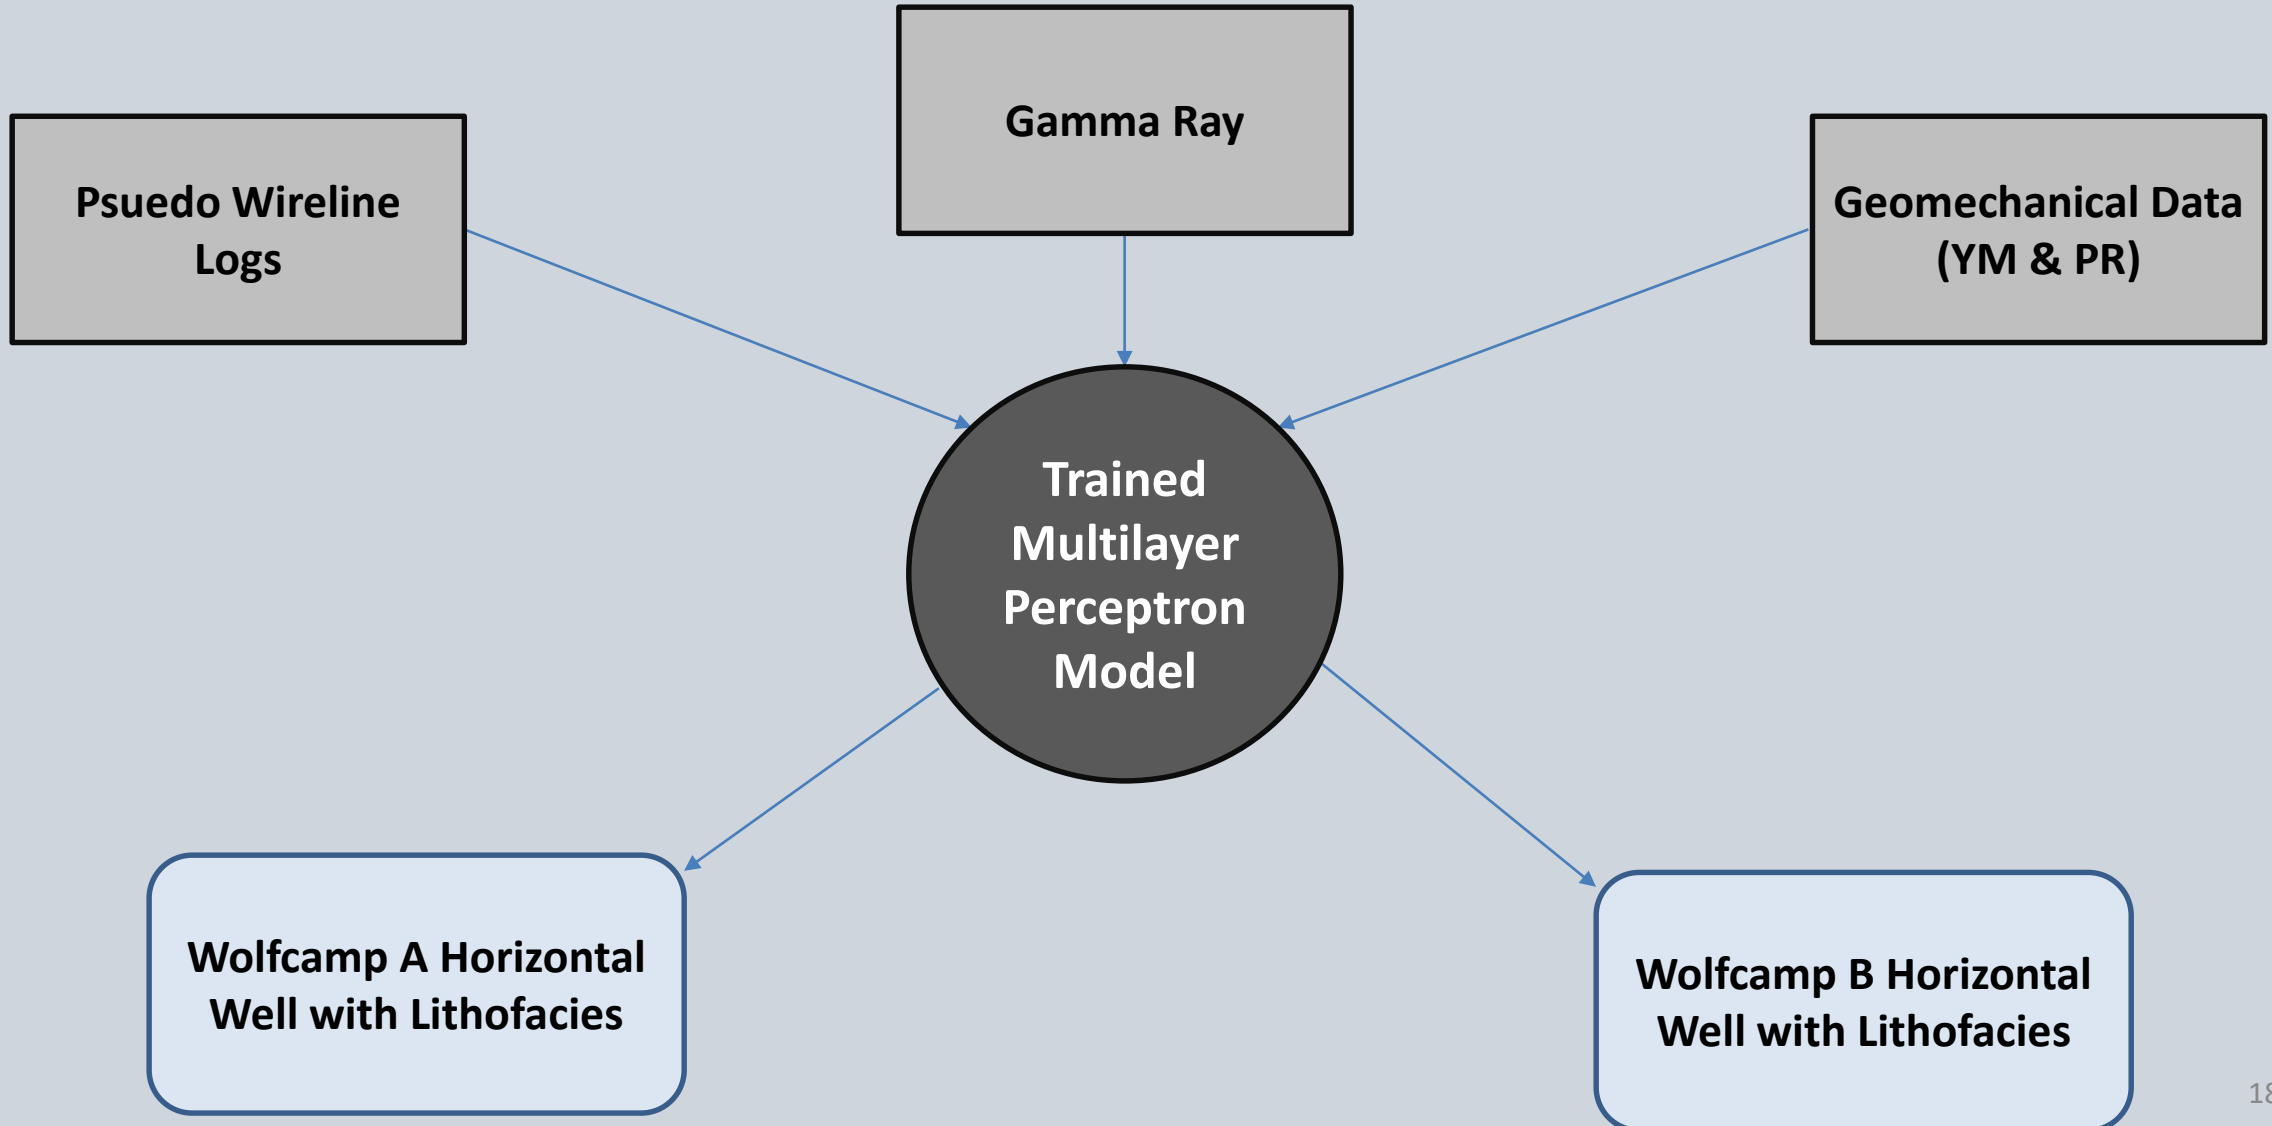 Gamma Ray
Psuedo Wireline
Logs
Geomechanical Data
(YM & PR)
Trained
Multilayer
Perceptron
Model
Wolfcamp A Horizontal
Well with Lithofacies
Wolfcamp B Horizontal
Well with Lithofacies
18